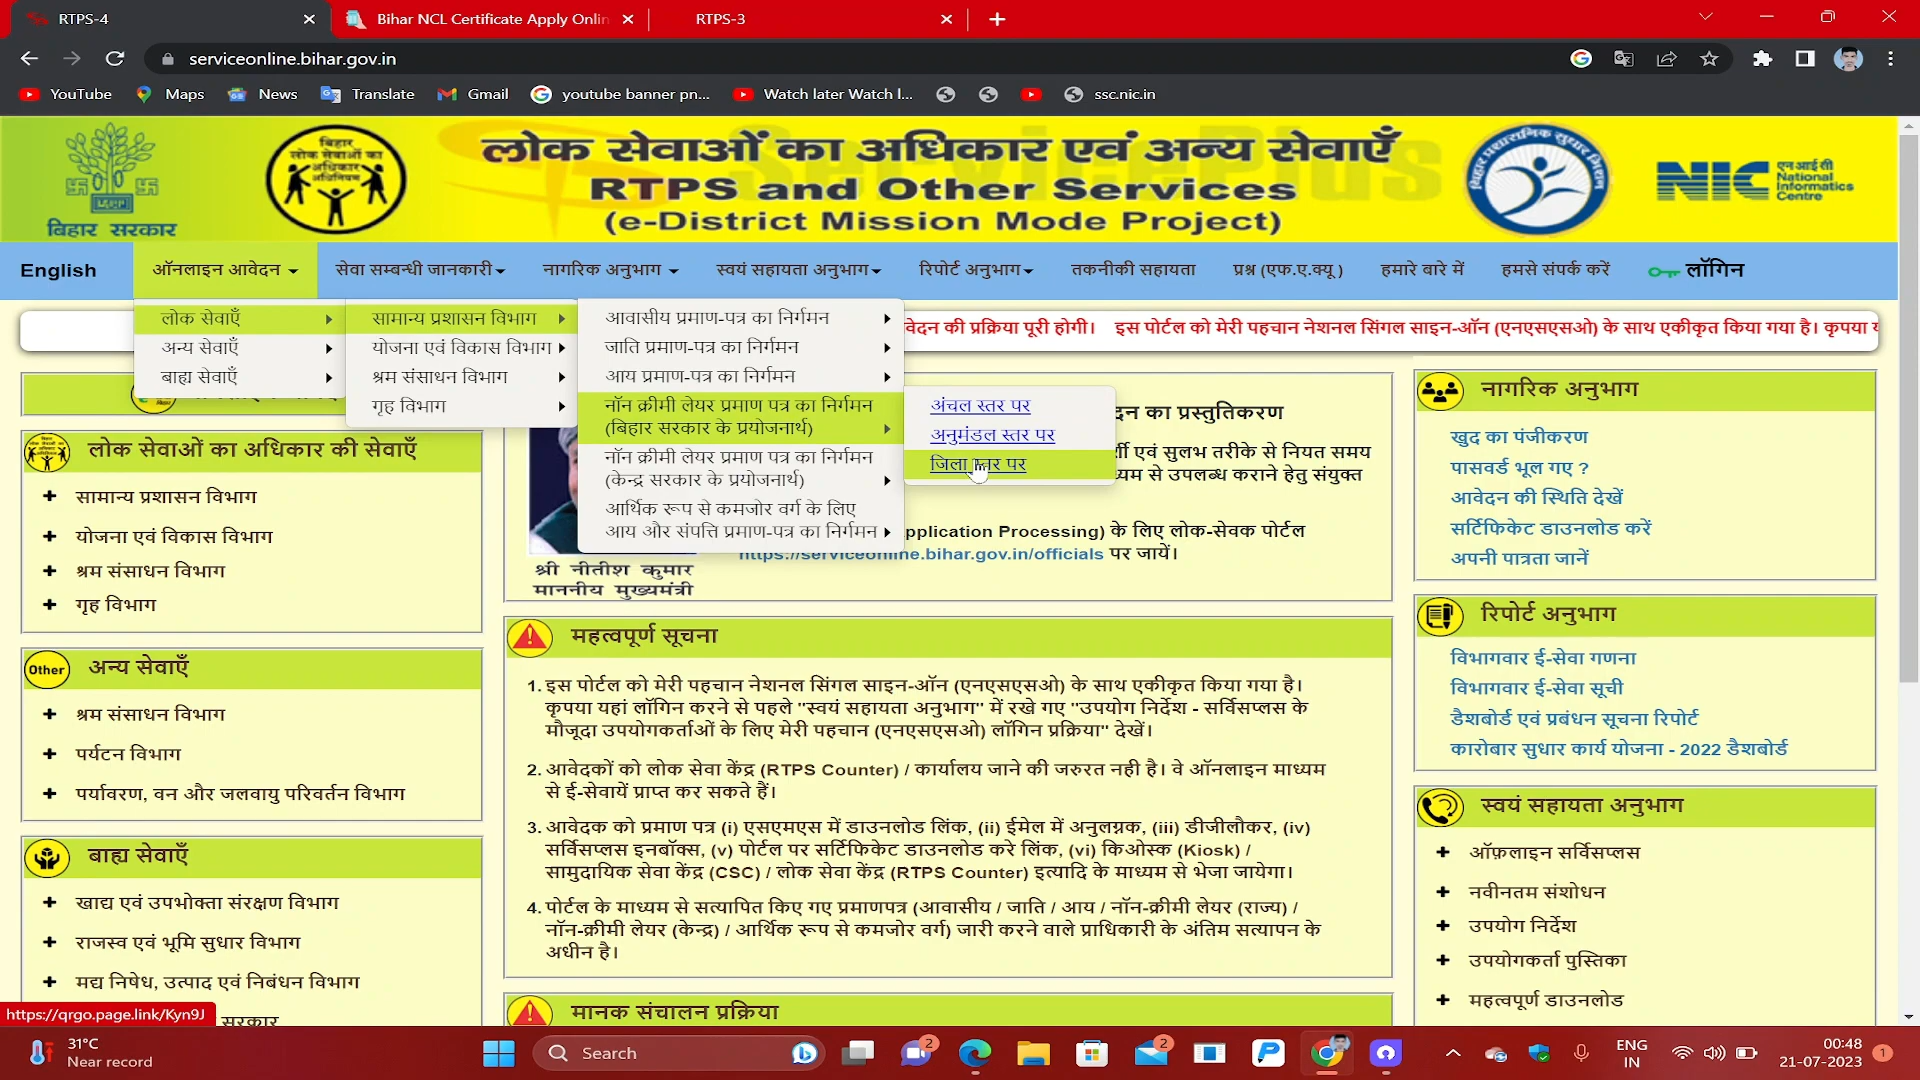 RTPS-4
Bihar NCL Certificate Apply Onlin
RTPS-3
serviceonline.bihar.gov.in
YouTube
Maps
News
Translate
Gmail
youtube banner pn...
Watch later Watch l...
ssc.nic.in
बिहार सरकार
बिहार
लोक सेवाओं का
अधिकार
अधिनियम
लोक सेवाओं का अधिकार एवं अन्य सेवाएँ
RTPS and Other Services
(e-District Mission Mode Project)
बिहार प्रशासनिक सुधार मिशन
NIC
एन आई सी
National
Informatics
Centre
English
ऑनलाइन आवेदन
सेवा सम्बन्धी जानकारी
नागरिक अनुभाग
स्वयं सहायता अनुभाग
रिपोर्ट अनुभाग
तकनीकी सहायता
प्रश्न (एफ.ए.क्यू )
हमारे बारे में
हमसे संपर्क करें
लॉगिन
लोक सेवाएँ
अन्य सेवाएँ
बाह्य सेवाएँ
सामान्य प्रशासन विभाग
योजना एवं विकास विभाग
श्रम संसाधन विभाग
गृह विभाग
आवासीय प्रमाण-पत्र का निर्गमन
जाति प्रमाण-पत्र का निर्गमन
आय प्रमाण-पत्र का निर्गमन
नॉन क्रीमी लेयर प्रमाण पत्र का निर्गमन
(बिहार सरकार के प्रयोजनार्थ)
नॉन क्रीमी लेयर प्रमाण पत्र का निर्गमन
(केन्द्र सरकार के प्रयोजनार्थ)
आर्थिक रूप से कमजोर वर्ग के लिए
आय और संपत्ति प्रमाण-पत्र का निर्गमन
अंचल स्तर पर
अनुमंडल स्तर पर
जिला स्तर पर
की प्रक्रिया पूरी होगी। इस पोर्टल को मेरी पहचान नेशनल सिंगल साइन-ऑन (एनएसएसओ) के साथ एकीकृत किया गया है। कृपया
लोक सेवाओं का अधिकार की सेवाएँ
+ सामान्य प्रशासन विभाग
+ योजना एवं विकास विभाग
+ श्रम संसाधन विभाग
+ गृह विभाग
Other अन्य सेवाएँ
+ श्रम संसाधन विभाग
+ पर्यटन विभाग
+ पर्यावरण, वन और जलवायु परिवर्तन विभाग
बाह्य सेवाएँ
+ खाद्य एवं उपभोक्ता संरक्षण विभाग
+ राजस्व एवं भूमि सुधार विभाग
+ मद्य निषेध, उत्पाद एवं निबंधन विभाग
सरकार
का प्रस्तुतिकरण
एवं सुलभ तरीके से नियत समय
से उपलब्ध कराने हेतु संयुक्त
pplication Processing) के लिए लोक-सेवक पोर्टल
https://serviceonline.bihar.gov.in/officials पर जायें।
श्री नीतीश कुमार
माननीय मुख्यमंत्री
महत्वपूर्ण सूचना
1. इस पोर्टल को मेरी पहचान नेशनल सिंगल साइन-ऑन (एनएसएसओ) के साथ एकीकृत किया गया है।
कृपया यहां लॉगिन करने से पहले "स्वयं सहायता अनुभाग" में रखे गए "उपयोग निर्देश - सर्विसप्लस के
मौजूदा उपयोगकर्ताओं के लिए मेरी पहचान (एनएसएसओ) लॉगिन प्रक्रिया" देखें।
2. आवेदकों को लोक सेवा केंद्र (RTPS Counter) / कार्यालय जाने की जरुरत नही है। वे ऑनलाइन माध्यम
से ई-सेवायें प्राप्त कर सकते हैं।
3. आवेदक को प्रमाण पत्र (i) एसएमएस में डाउनलोड लिंक, (ii) ईमेल में अनुलग्नक, (iii) डीजीलौकर, (iv)
सर्विसप्लस इनबॉक्स, (v) पोर्टल पर सर्टिफिकेट डाउनलोड करे लिंक, (vi) किओस्क (Kiosk) /
सामुदायिक सेवा केंद्र (CSC) / लोक सेवा केंद्र (RTPS Counter) इत्यादि के माध्यम से भेजा जायेगा।
4. पोर्टल के माध्यम से सत्यापित किए गए प्रमाणपत्र (आवासीय / जाति / आय / नॉन-क्रीमी लेयर (राज्य) /
नॉन-क्रीमी लेयर (केन्द्र) / आर्थिक रूप से कमजोर वर्ग) जारी करने वाले प्राधिकारी के अंतिम सत्यापन के
अधीन है।
मानक संचालन प्रक्रिया
नागरिक अनुभाग
खुद का पंजीकरण
पासवर्ड भूल गए ?
आवेदन की स्थिति देखें
सर्टिफिकेट डाउनलोड करें
अपनी पात्रता जानें
रिपोर्ट अनुभाग
विभागवार ई-सेवा गणना
विभागवार ई-सेवा सूची
डैशबोर्ड एवं प्रबंधन सूचना रिपोर्ट
कारोबार सुधार कार्य योजना - 2022 डैशबोर्ड
स्वयं सहायता अनुभाग
+ ऑफ़लाइन सर्विसप्लस
+ नवीनतम संशोधन
+ उपयोग निर्देश
+ उपयोगकर्ता पुस्तिका
+ महत्वपूर्ण डाउनलोड
https://qrgo.page.link/Kyn9J
31°C
Near record
Search
2
2
ENG
IN
00:48
21-07-2023
1